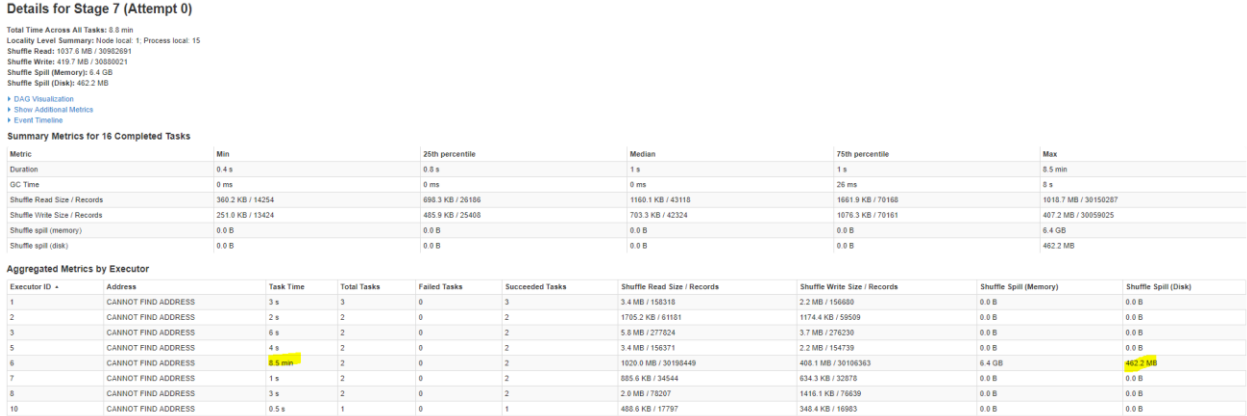 Details for Stage 7 (Attempt 0)
Total Time Across All Tasks: 8.8 min
Locality Level Summary: Node local: 1; Process local: 15
Shuffle Read: 1037.6 MB / 30982691
Shuffle Write: 419.7 MB / 30880021
Shuffle Spill (Memory): 6.4 GB
Shuffle Spill (Disk): 462.2 MB
DAG Visualization
Show Additional Metrics
Event Timeline
Summary Metrics for 16 Completed Tasks
Metric Min 25th percentile Median 75th percentile Max
Duration 0.4 s 0.8 s 1 s 1 s 8.5 min
GC Time 0 ms 0 ms 0 ms 26 ms 8 s
Shuffle Read Size / Records 360.2 KB / 14254 698.3 KB / 26186 1160.1 KB / 43118 1661.9 KB / 70168 1018.7 MB / 30150287
Shuffle Write Size / Records 251.0 KB / 13424 485.9 KB / 25408 703.3 KB / 42324 1076.3 KB / 70161 407.2 MB / 30059025
Shuffle spill (memory) 0.0 B 0.0 B 0.0 B 0.0 B 6.4 GB
Shuffle spill (disk) 0.0 B 0.0 B 0.0 B 0.0 B 462.2 MB
Aggregated Metrics by Executor
Executor ID Address Task Time Total Tasks Failed Tasks Succeeded Tasks Shuffle Read Size / Records Shuffle Write Size / Records Shuffle Spill (Memory) Shuffle Spill (Disk)
1 CANNOT FIND ADDRESS 3 s 3 0 3 3.4 MB / 158318 2.2 MB / 156680 0.0 B 0.0 B
2 CANNOT FIND ADDRESS 2 s 2 0 2 1705.2 KB / 61181 1174.4 KB / 59509 0.0 B 0.0 B
3 CANNOT FIND ADDRESS 6 s 2 0 2 5.8 MB / 277824 3.7 MB / 276230 0.0 B 0.0 B
5 CANNOT FIND ADDRESS 4 s 2 0 2 3.4 MB / 156371 2.2 MB / 154739 0.0 B 0.0 B
6 CANNOT FIND ADDRESS 8.5 min 2 0 2 1020.0 MB / 30198449 408.1 MB / 30106363 6.4 GB 462.2 MB
7 CANNOT FIND ADDRESS 1 s 2 0 2 885.6 KB / 34544 634.3 KB / 32878 0.0 B 0.0 B
8 CANNOT FIND ADDRESS 3 s 2 0 2 2.0 MB / 78207 1416.1 KB / 76639 0.0 B 0.0 B
10 CANNOT FIND ADDRESS 0.5 s 1 0 1 488.6 KB / 17797 348.4 KB / 16983 0.0 B 0.0 B